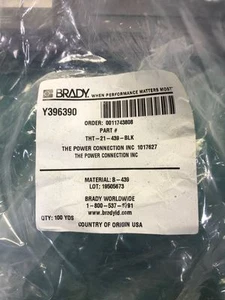 BRADY. WHEN PERFORMANCE MATTERS MOST™
Y396390
ORDER: 0011743808
PART #
THT-21-439-BLK
THE POWER CONNECTION INC 1017627
THE POWER CONNECTION INC
MATERIAL: B-439
LOT: 19505673
BRADY WORLDWIDE
1-800-537-8791
www.bradyid.com
QTY: 100 YDS
COUNTRY OF ORIGIN USA